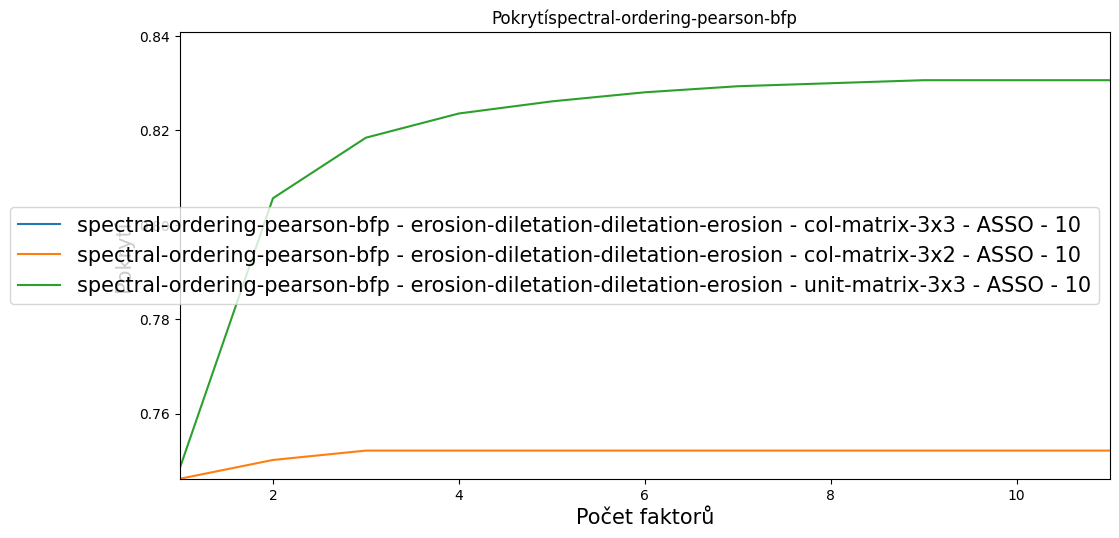 Pokrytíspectral-ordering-pearson-bfp
0.84
0.82
spectral-ordering-pearson-bfp - erosion-diletation-diletation-erosion - col-matrix-3x3 - ASSO - 10
spectral-ordering-pearson-bfp - erosion-diletation-diletation-erosion - col-matrix-3x2 - ASSO - 10
spectral-ordering-pearson-bfp - erosion-diletation-diletation-erosion - unit-matrix-3x3 - ASSO - 10
0.78
0.76
2 4 6 8 10
Počet faktorů